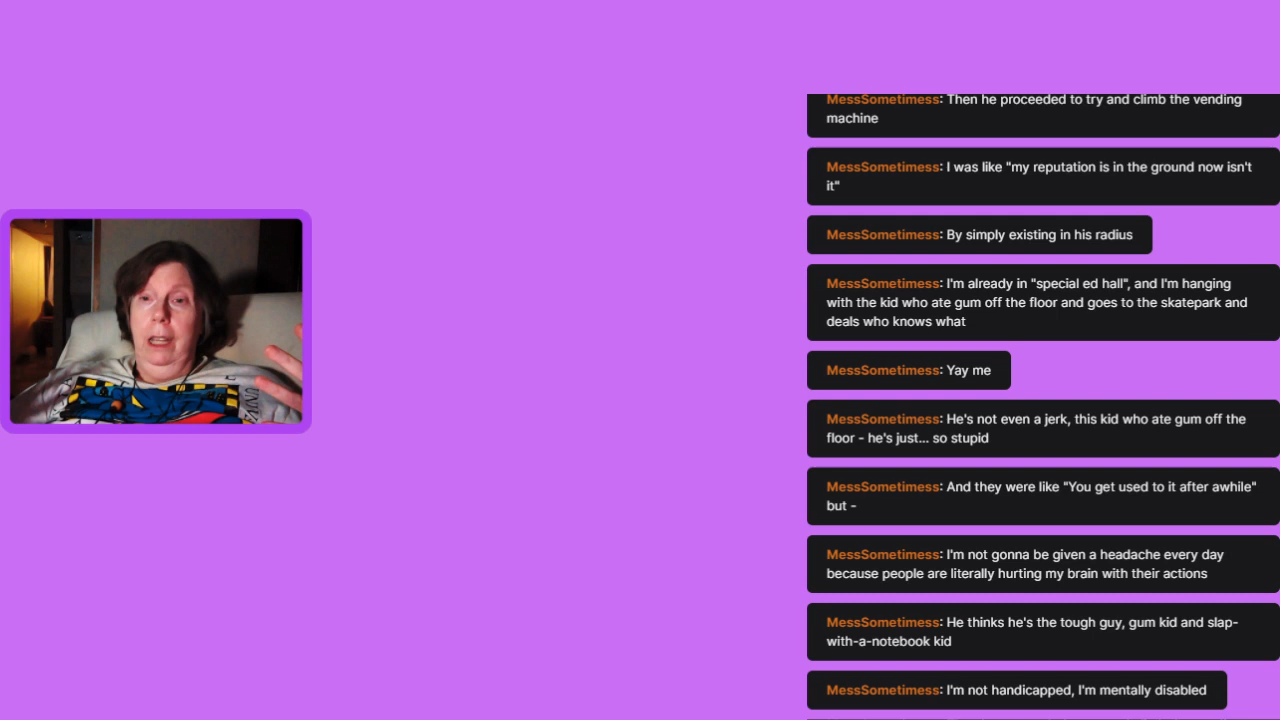 MessSometimess: Then he proceeded to try and climb the vending
machine
MessSometimess: I was like "my reputation is in the ground now isn't
it"
MessSometimess: By simply existing in his radius
MessSometimess: I'm already in "special ed hall", and I'm hanging
with the kid who ate gum off the floor and goes to the skatepark and
deals who knows what
MessSometimess: Yay me
MessSometimess: He's not even a jerk, this kid who ate gum off the
floor - he's just... so stupid
MessSometimess: And they were like "You get used to it after awhile"
but -
MessSometimess: I'm not gonna be given a headache every day
because people are literally hurting my brain with their actions
MessSometimess: He thinks he's the tough guy, gum kid and slap-
with-a-notebook kid
MessSometimess: I'm not handicapped, I'm mentally disabled